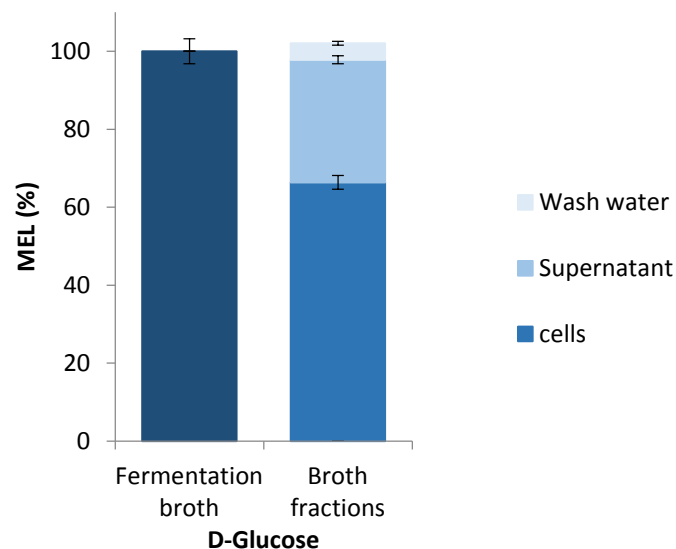 100
80
60
40
20
0
MEL (%)
Fermentation
broth
Broth
fractions
D-Glucose
Wash water
Supernatant
cells